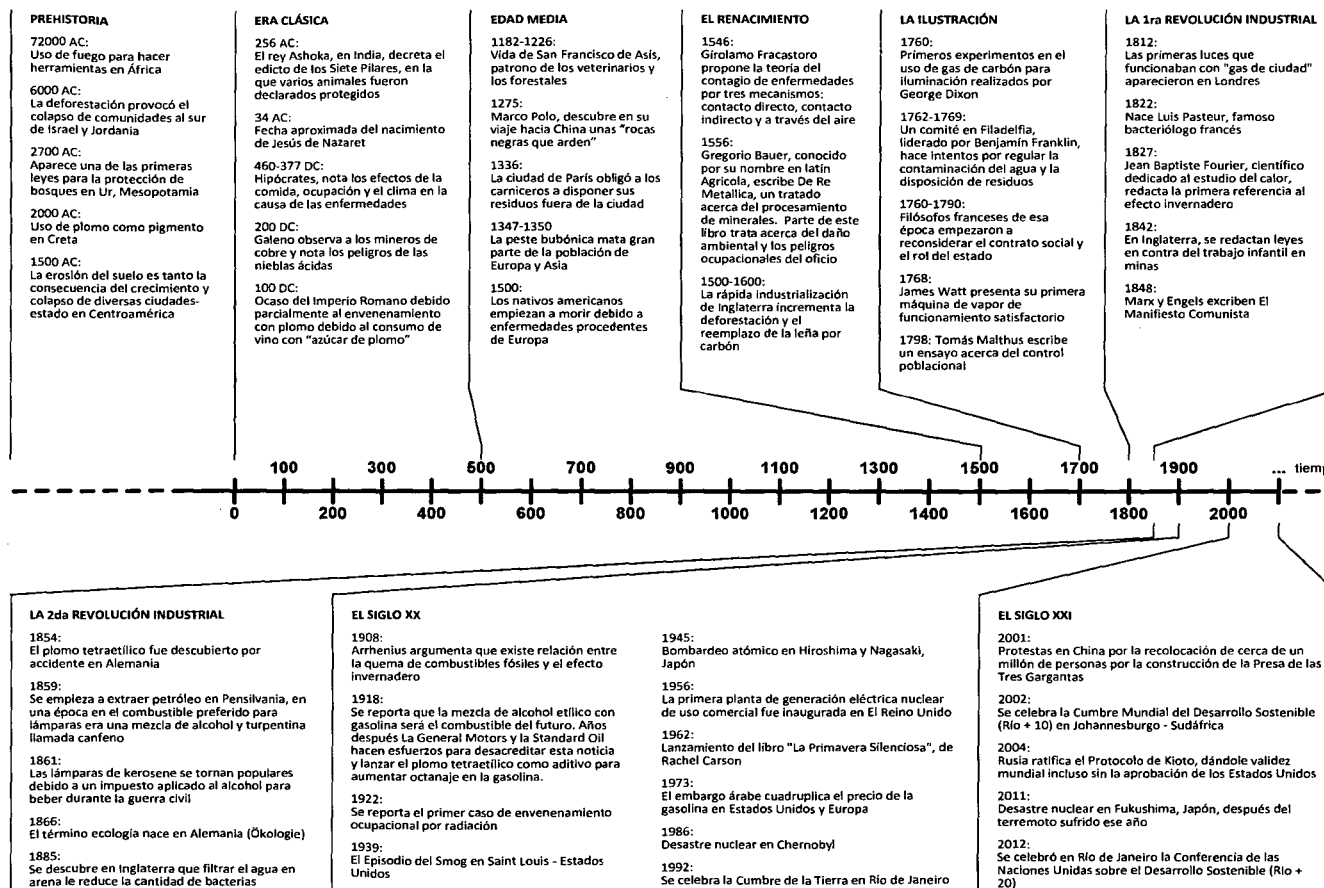 PREHISTORIA
72000 AC:
Uso de fuego para hacer
herramientas en África
6000 AC:
La deforestación provocó el
colapso de comunidades al sur
de Israel y Jordania
2700 AC:
Aparece una de las primeras
leyes para la protección de
bosques en Ur, Mesopotamia
2000 AC:
Uso de plomo como pigmento
en Creta
1500 AC:
La erosión del suelo es tanto la
consecuencia del crecimiento y
colapso de diversas ciudades-
estado en Centroamérica
ERA CLÁSICA
256 AC:
El rey Ashoka, en India, decreta el
edicto de los Siete Pilares, en la
que varios animales fueron
declarados protegidos
34 AC:
Fecha aproximada del nacimiento
de Jesús de Nazaret
460-377 DC:
Hipócrates, nota los efectos de la
comida, ocupación y el clima en la
causa de las enfermedades
200 DC:
Galeno observa a los mineros de
cobre y nota los peligros de las
nieblas ácidas
100 DC:
Ocaso del Imperio Romano debido
parcialmente al envenenamiento
con plomo debido al consumo de
vino con "azúcar de plomo"
EDAD MEDIA
1182-1226:
Vida de San Francisco de Asís,
patrono de los veterinarios y
los forestales
1275:
Marco Polo, descubre en su
viaje hacia China unas "rocas
negras que arden"
1336:
La ciudad de París obligó a los
carniceros a disponer sus
residuos fuera de la ciudad
1347-1350
La peste bubónica mata gran
parte de la población de
Europa y Asia
1500:
Los nativos americanos
empiezan a morir debido a
enfermedades procedentes
de Europa
EL RENACIMIENTO
1546:
Girolamo Fracastoro
propone la teoría del
contagio de enfermedades
por tres mecanismos:
contacto directo, contacto
indirecto y a través del aire
1556:
Gregorio Bauer, conocido
por su nombre en latín
Agrícola, escribe De Re
Metallica, un tratado
acerca del procesamiento
de minerales. Parte de este
libro trata acerca del daño
ambiental y los peligros
ocupacionales del oficio
1500-1600:
La rápida industrialización
de Inglaterra incrementa la
deforestación y el
reemplazo de la leña por
carbón
LA ILUSTRACIÓN
1760:
Primeros experimentos en el
uso de gas de carbón para
iluminación realizados por
George Dixon
1762-1769:
Un comité en Filadelfia,
liderado por Benjamín Franklin,
hace intentos por regular la
contaminación del agua y la
disposición de residuos
1760-1790:
Filósofos franceses de esa
época empezaron a
reconsiderar el contrato social y
el rol del estado
1768:
James Watt presenta su primera
máquina de vapor de
funcionamiento satisfactorio
1798: Tomás Malthus escribe
un ensayo acerca del control
poblacional
LA 1ra REVOLUCIÓN INDUSTRIAL
1812:
Las primeras luces que
funcionaban con "gas de ciudad"
aparecieron en Londres
1822:
Nace Luis Pasteur, famoso
bacteriólogo francés
1827:
Jean Baptiste Fourier, científico
dedicado al estudio del calor,
redacta la primera referencia al
efecto invernadero
1842:
En Inglaterra, se redactan leyes
en contra del trabajo infantil en
minas
1848:
Marx y Engels excriben El
Manifiesto Comunista
100 300 500 700 900 1100 1300 1500 1700 1900 ... tiemp
0 200 400 600 800 1000 1200 1400 1600 1800 2000
LA 2da REVOLUCIÓN INDUSTRIAL
1854:
El plomo tetraetílico fue descubierto por
accidente en Alemania
1859:
Se empieza a extraer petróleo en Pensilvania, en
una época en el combustible preferido para
lámparas era una mezcla de alcohol y turpentina
llamada canfeno
1861:
Las lámparas de kerosene se tornan populares
debido a un impuesto aplicado al alcohol para
beber durante la guerra civil
1866:
El término ecología nace en Alemania (Ökologie)
1885:
Se descubre en Inglaterra que filtrar el agua en
arena le reduce la cantidad de bacterias
EL SIGLO XX
1908:
Arrhenius argumenta que existe relación entre
la quema de combustibles fósiles y el efecto
invernadero
1918:
Se reporta que la mezcla de alcohol etílico con
gasolina será el combustible del futuro. Años
después La General Motors y la Standard Oil
hacen esfuerzos para desacreditar esta noticia
y lanzar el plomo tetraetílico como aditivo para
aumentar octanaje en la gasolina.
1922:
Se reporta el primer caso de envenenamiento
ocupacional por radiación
1939:
El Episodio del Smog en Saint Louis - Estados
Unidos
1945:
Bombardeo atómico en Hiroshima y Nagasaki,
Japón
1956:
La primera planta de generación eléctrica nuclear
de uso comercial fue inaugurada en El Reino Unido
1962:
Lanzamiento del libro "La Primavera Silenciosa", de
Rachel Carson
1973:
El embargo árabe cuadruplica el precio de la
gasolina en Estados Unidos y Europa
1986:
Desastre nuclear en Chernobyl
1992:
Se celebra la Cumbre de la Tierra en Río de Janeiro
EL SIGLO XXI
2001:
Protestas en China por la recolocación de cerca de un
millón de personas por la construcción de la Presa de las
Tres Gargantas
2002:
Se celebra la Cumbre Mundial del Desarrollo Sostenible
(Río + 10) en Johannesburgo - Sudáfrica
2004:
Rusia ratifica el Protocolo de Kioto, dándole validez
mundial incluso sin la aprobación de los Estados Unidos
2011:
Desastre nuclear en Fukushima, Japón, después del
terremoto sufrido ese año
2012:
Se celebró en Río de Janeiro la Conferencia de las
Naciones Unidas sobre el Desarrollo Sostenible (Río +
20)